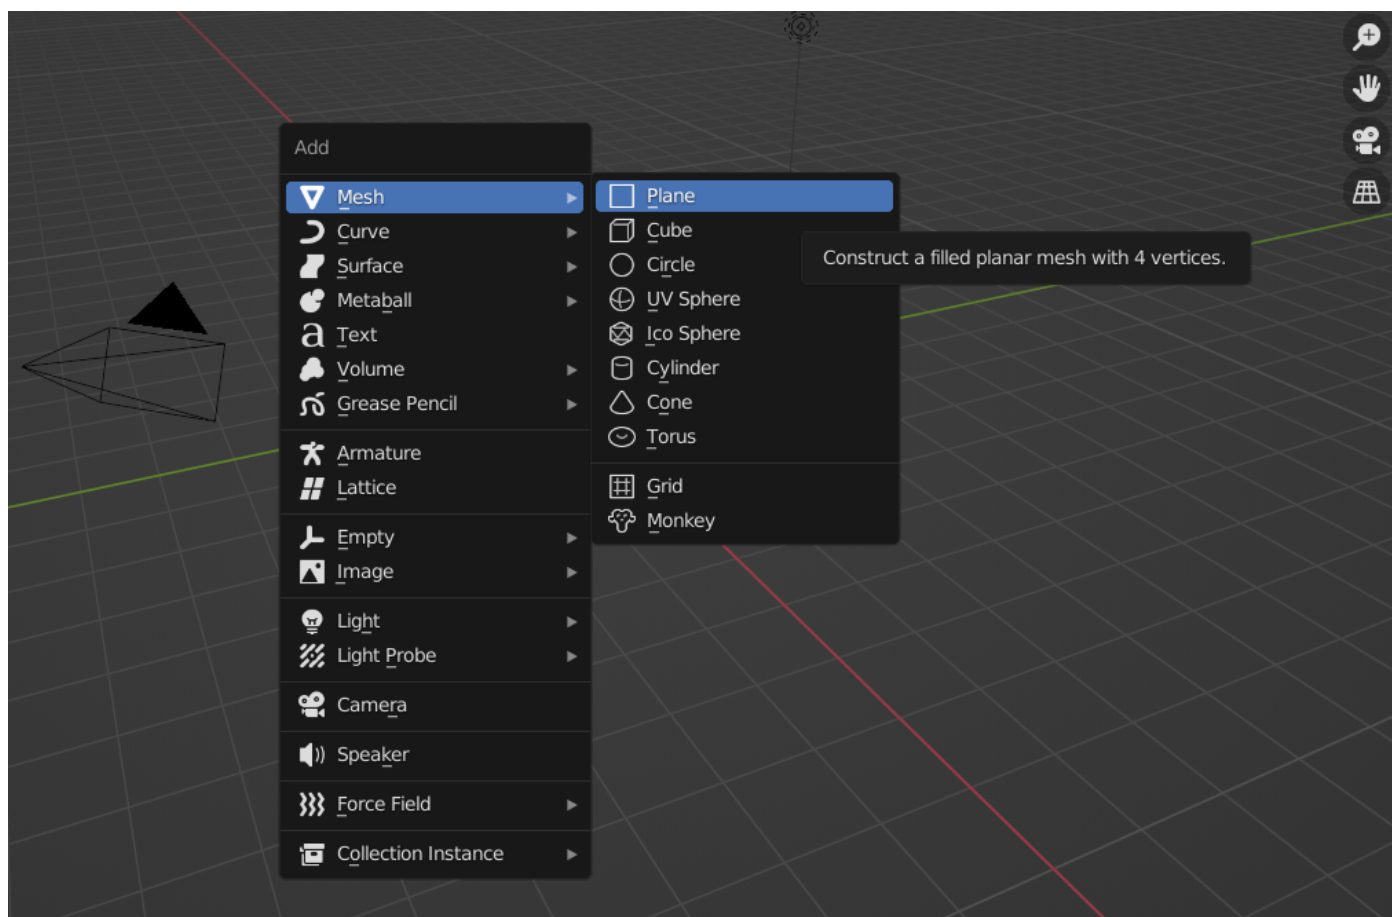 Add
Mesh
Curve
Surface
Metaball
Text
Volume
Grease Pencil
Armature
Lattice
Empty
Image
Light
Light Probe
Camera
Speaker
Force Field
Collection Instance
Plane
Cube
Circle
UV Sphere
Ico Sphere
Cylinder
Cone
Torus
Grid
Monkey
Construct a filled planar mesh with 4 vertices.